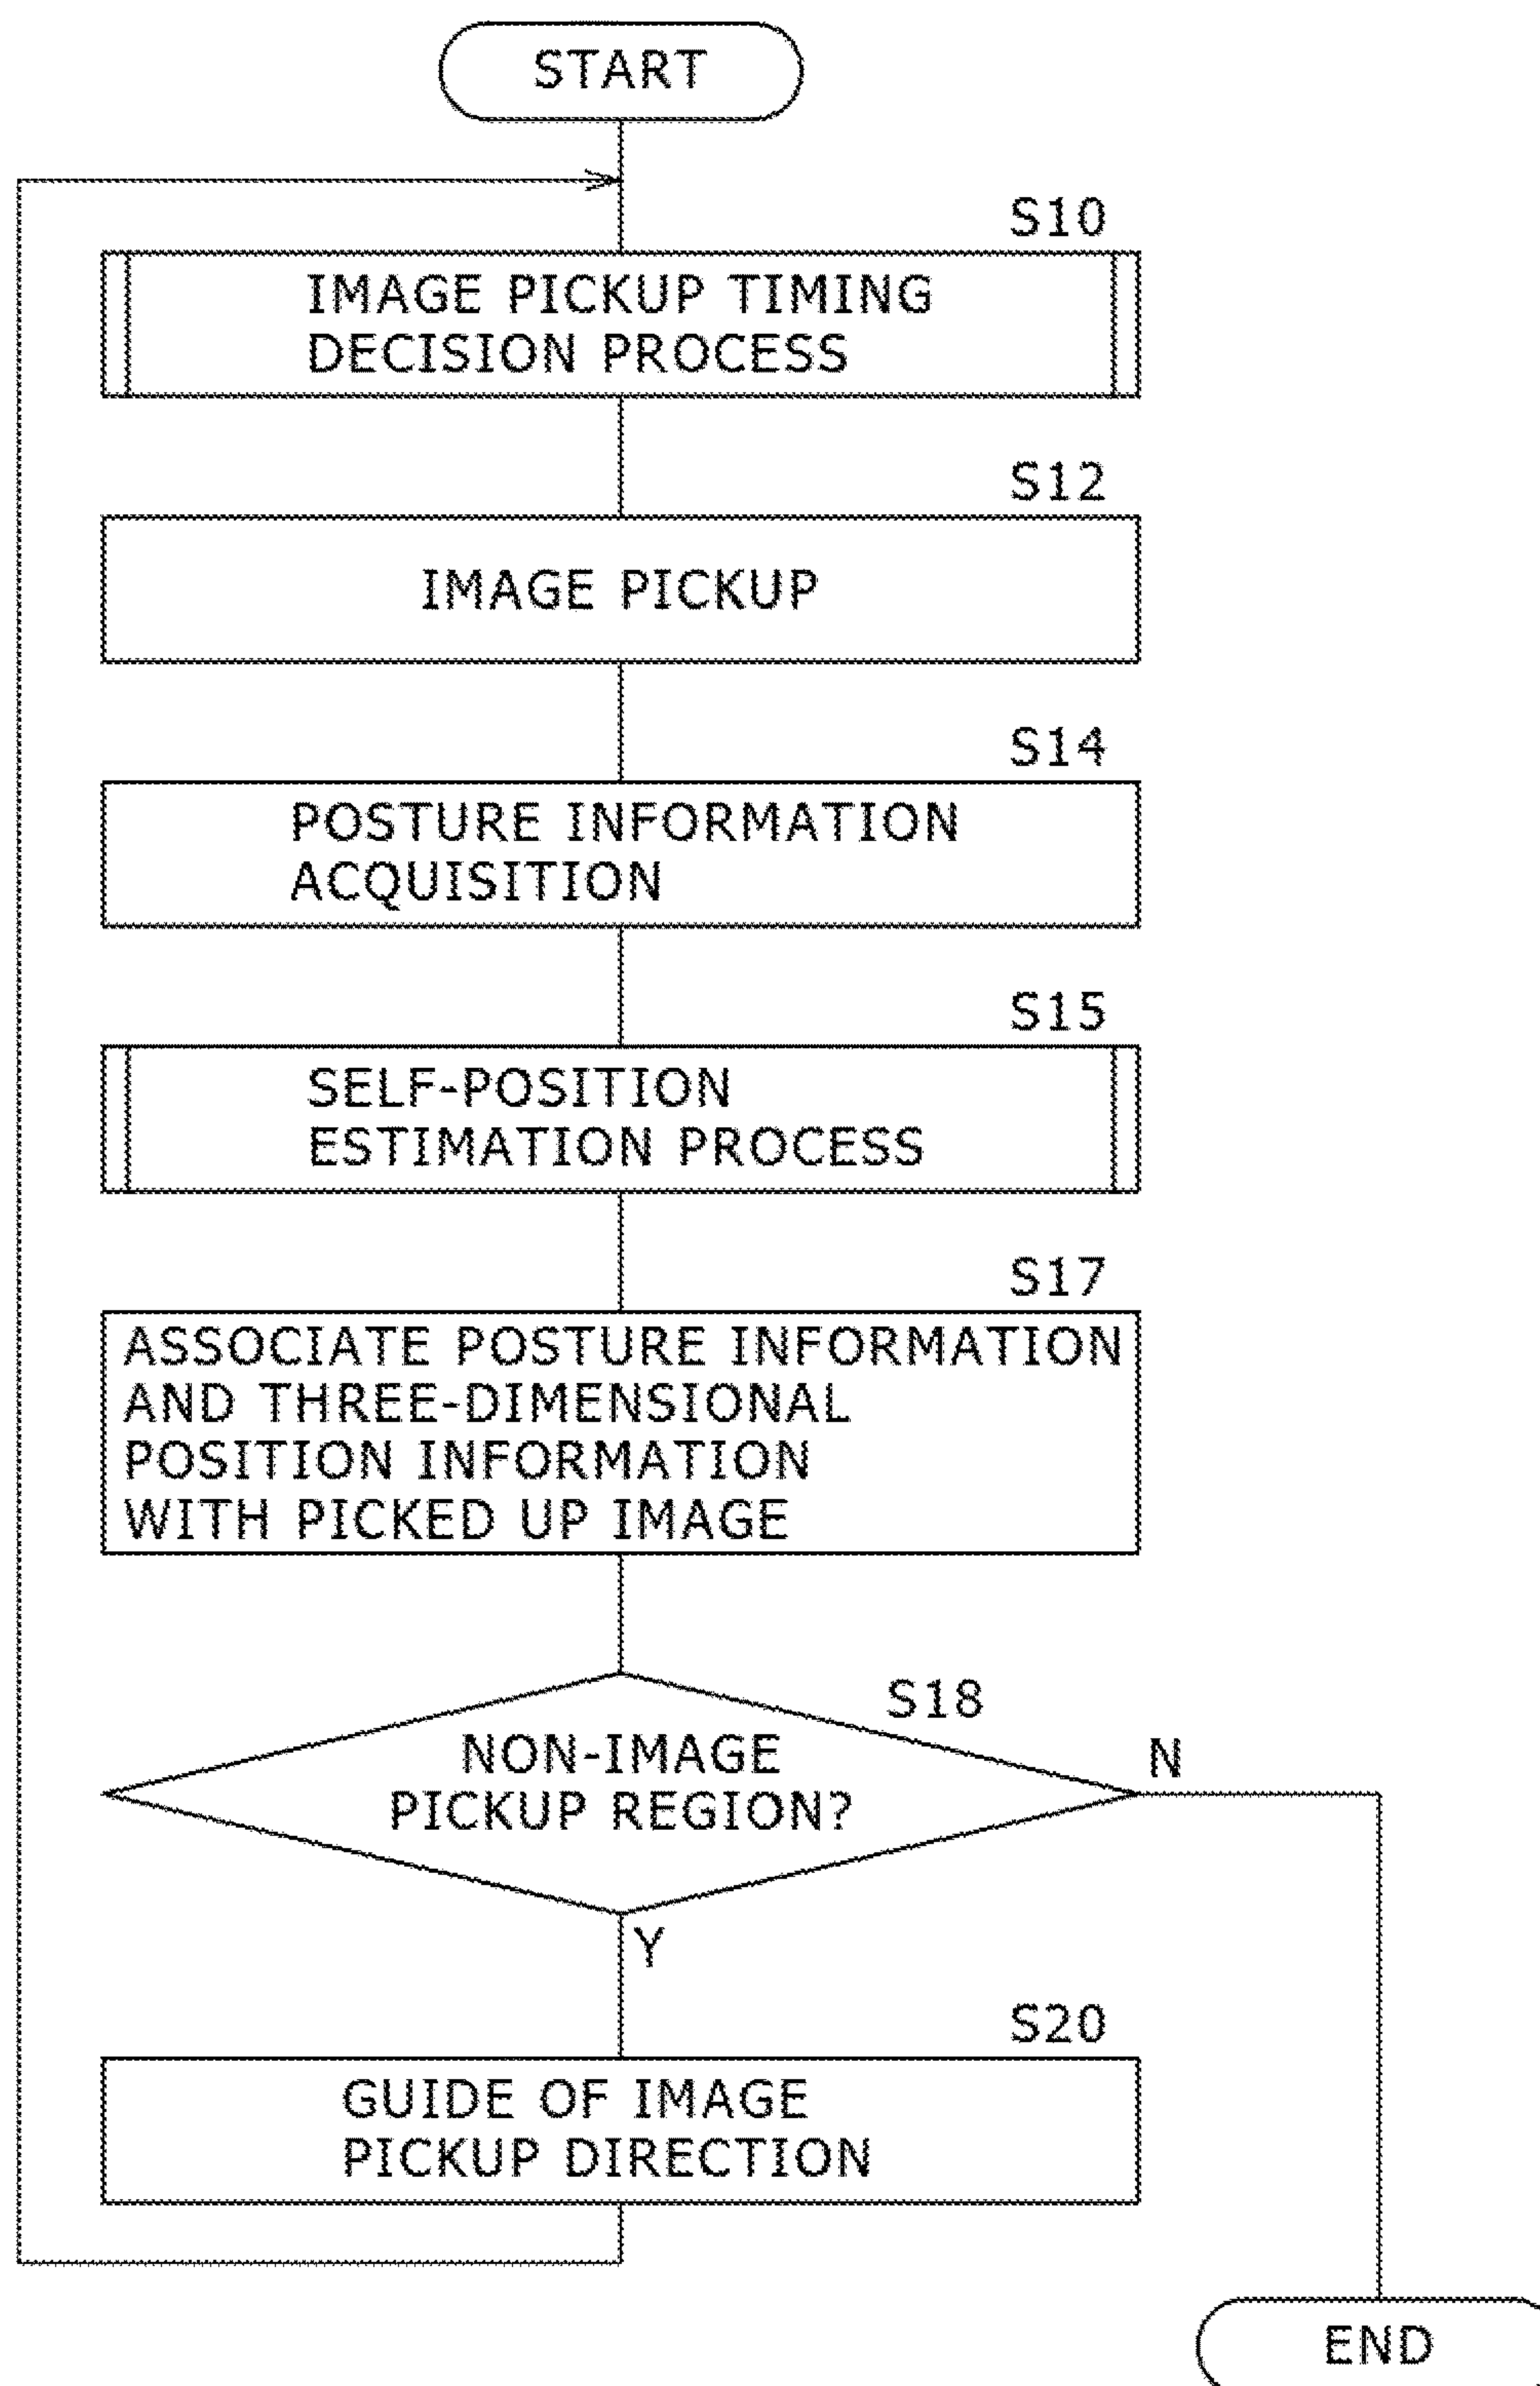 START
S10
IMAGE PICKUP TIMING
DECISION PROCESS
S12
IMAGE PICKUP
S14
POSTURE INFORMATION
ACQUISITION
S15
SELF-POSITION
ESTIMATION PROCESS
S17
ASSOCIATE POSTURE INFORMATION
AND THREE-DIMENSIONAL
POSITION INFORMATION
WITH PICKED UP IMAGE
S18
NON-IMAGE
PICKUP REGION?
N
Y
S20
GUIDE OF IMAGE
PICKUP DIRECTION
END